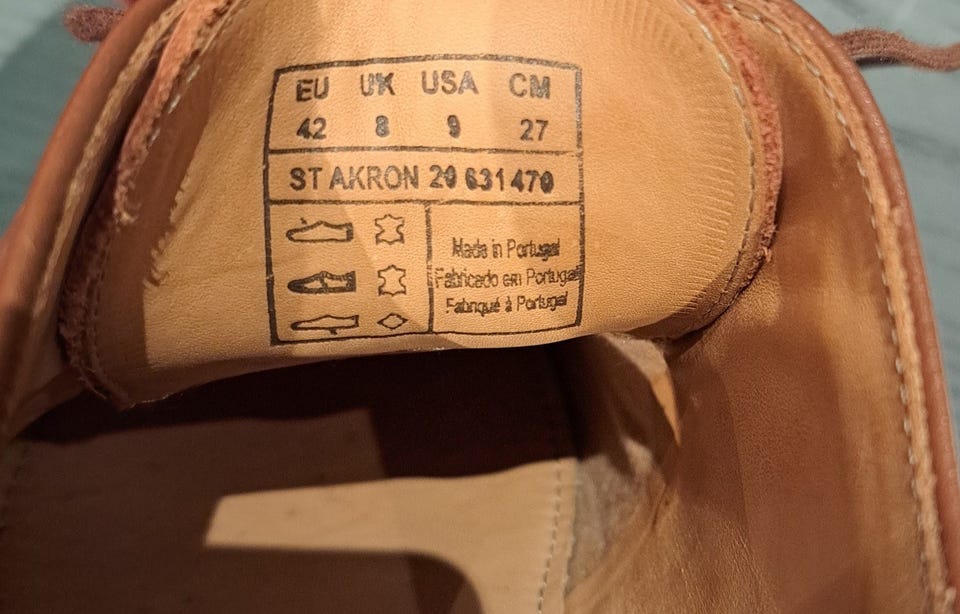 EU UK USA CM
42 8 9 27
ST AKRON 20 631470
Made in Portugal
Fabricado em Portugal
Fabriqué à Portugal